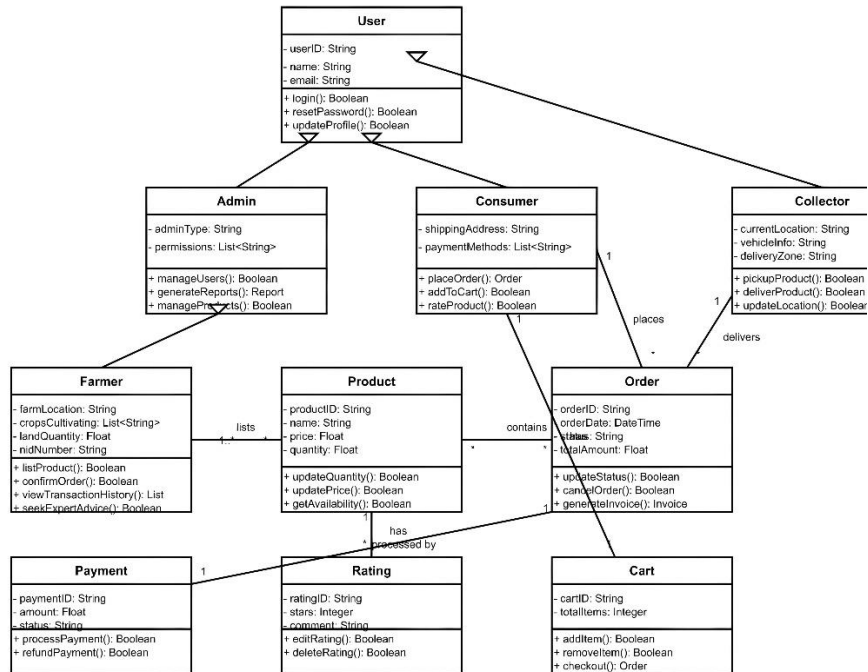 User
- userID: String
- name: String
- email: String
+ login(): Boolean
+ resetPassword(): Boolean
+ updateProfile(): Boolean
Admin
- adminType: String
- permissions: List<String>
+ manageUsers(): Boolean
+ generateReports(): Report
+ manageProducts(): Boolean
Consumer
- shippingAddress: String
- paymentMethods: List<String>
+ placeOrder(): Order
+ addToCart(): Boolean
+ rateProduct(): Boolean
Collector
- currentLocation: String
- vehicleInfo: String
- deliveryZone: String
+ pickupProduct(): Boolean
+ deliverProduct(): Boolean
+ updateLocation(): Boolean
1
1
1
places
delivers
*
*
Farmer
- farmLocation: String
- cropsCultivating: List<String>
- landQuantity: Float
- nidNumber: String
+ listProduct(): Boolean
+ confirmOrder(): Boolean
+ viewTransactionHistory(): List
+ seekExpertAdvice(): Boolean
lists
1..*
*
Product
- productID: String
- name: String
- price: Float
- quantity: Float
+ updateQuantity(): Boolean
+ updatePrice(): Boolean
+ getAvailability(): Boolean
contains
*
*
Order
- orderID: String
- orderDate: DateTime
- status: String
- totalAmount: Float
+ updateStatus(): Boolean
+ cancelOrder(): Boolean
+ generateInvoice(): Invoice
1
1
has
* processed by
1
Payment
- paymentID: String
- amount: Float
- status: String
+ processPayment(): Boolean
+ refundPayment(): Boolean
Rating
- ratingID: String
- stars: Integer
- comment: String
+ editRating(): Boolean
+ deleteRating(): Boolean
Cart
- cartID: String
- totalItems: Integer
+ addItem(): Boolean
+ removeItem(): Boolean
+ checkout(): Order